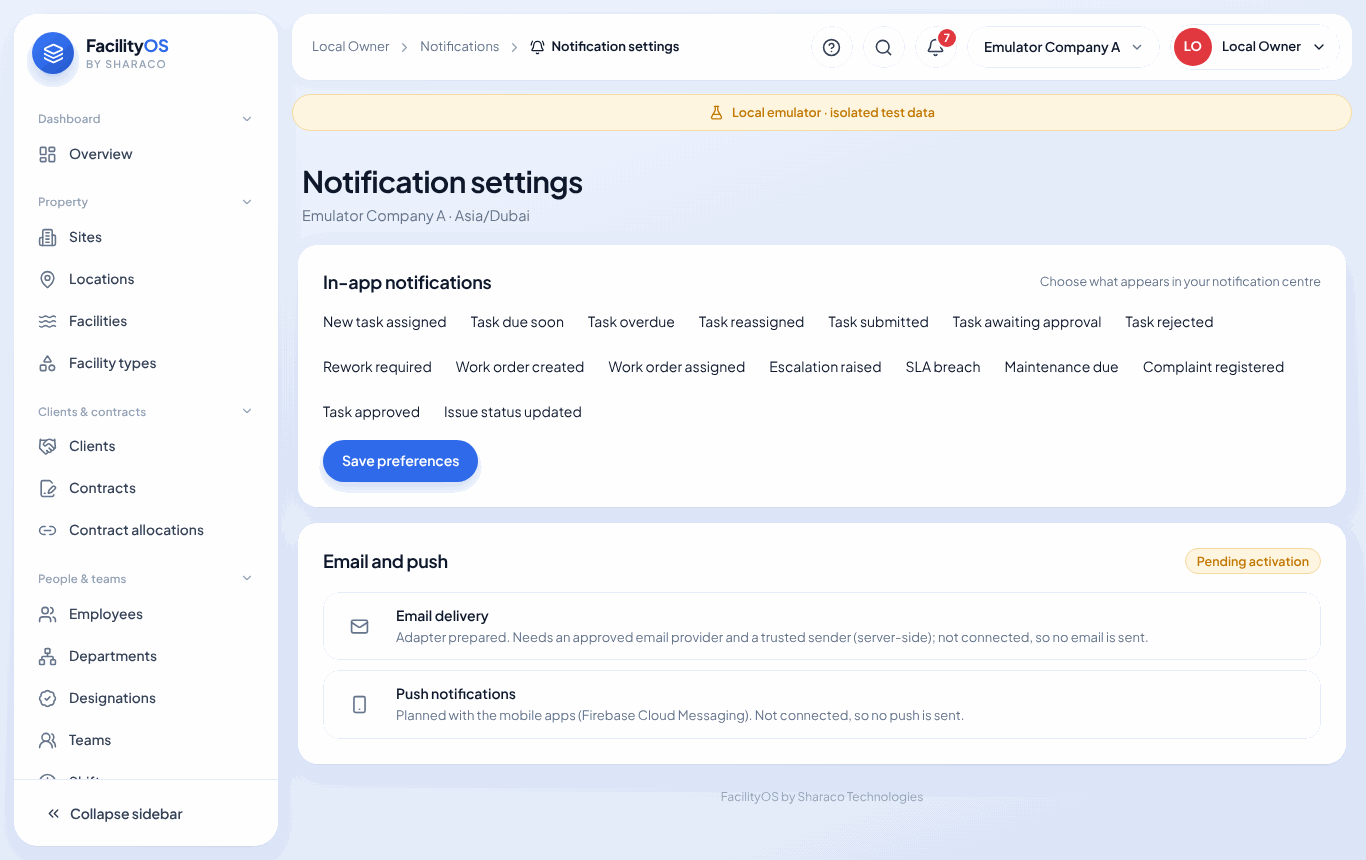 FacilityOS
BY SHARACO
Dashboard
Overview
Property
Sites
Locations
Facilities
Facility types
Clients & contracts
Clients
Contracts
Contract allocations
People & teams
Employees
Departments
Designations
Teams
Collapse sidebar
Local Owner > Notifications > Notification settings
7
Emulator Company A
LO Local Owner
Local emulator · isolated test data
Notification settings
Emulator Company A · Asia/Dubai
In-app notifications
Choose what appears in your notification centre
New task assigned Task due soon Task overdue Task reassigned Task submitted Task awaiting approval Task rejected
Rework required Work order created Work order assigned Escalation raised SLA breach Maintenance due Complaint registered
Task approved Issue status updated
Save preferences
Email and push
Pending activation
Email delivery
Adapter prepared. Needs an approved email provider and a trusted sender (server-side); not connected, so no email is sent.
Push notifications
Planned with the mobile apps (Firebase Cloud Messaging). Not connected, so no push is sent.
FacilityOS by Sharaco Technologies